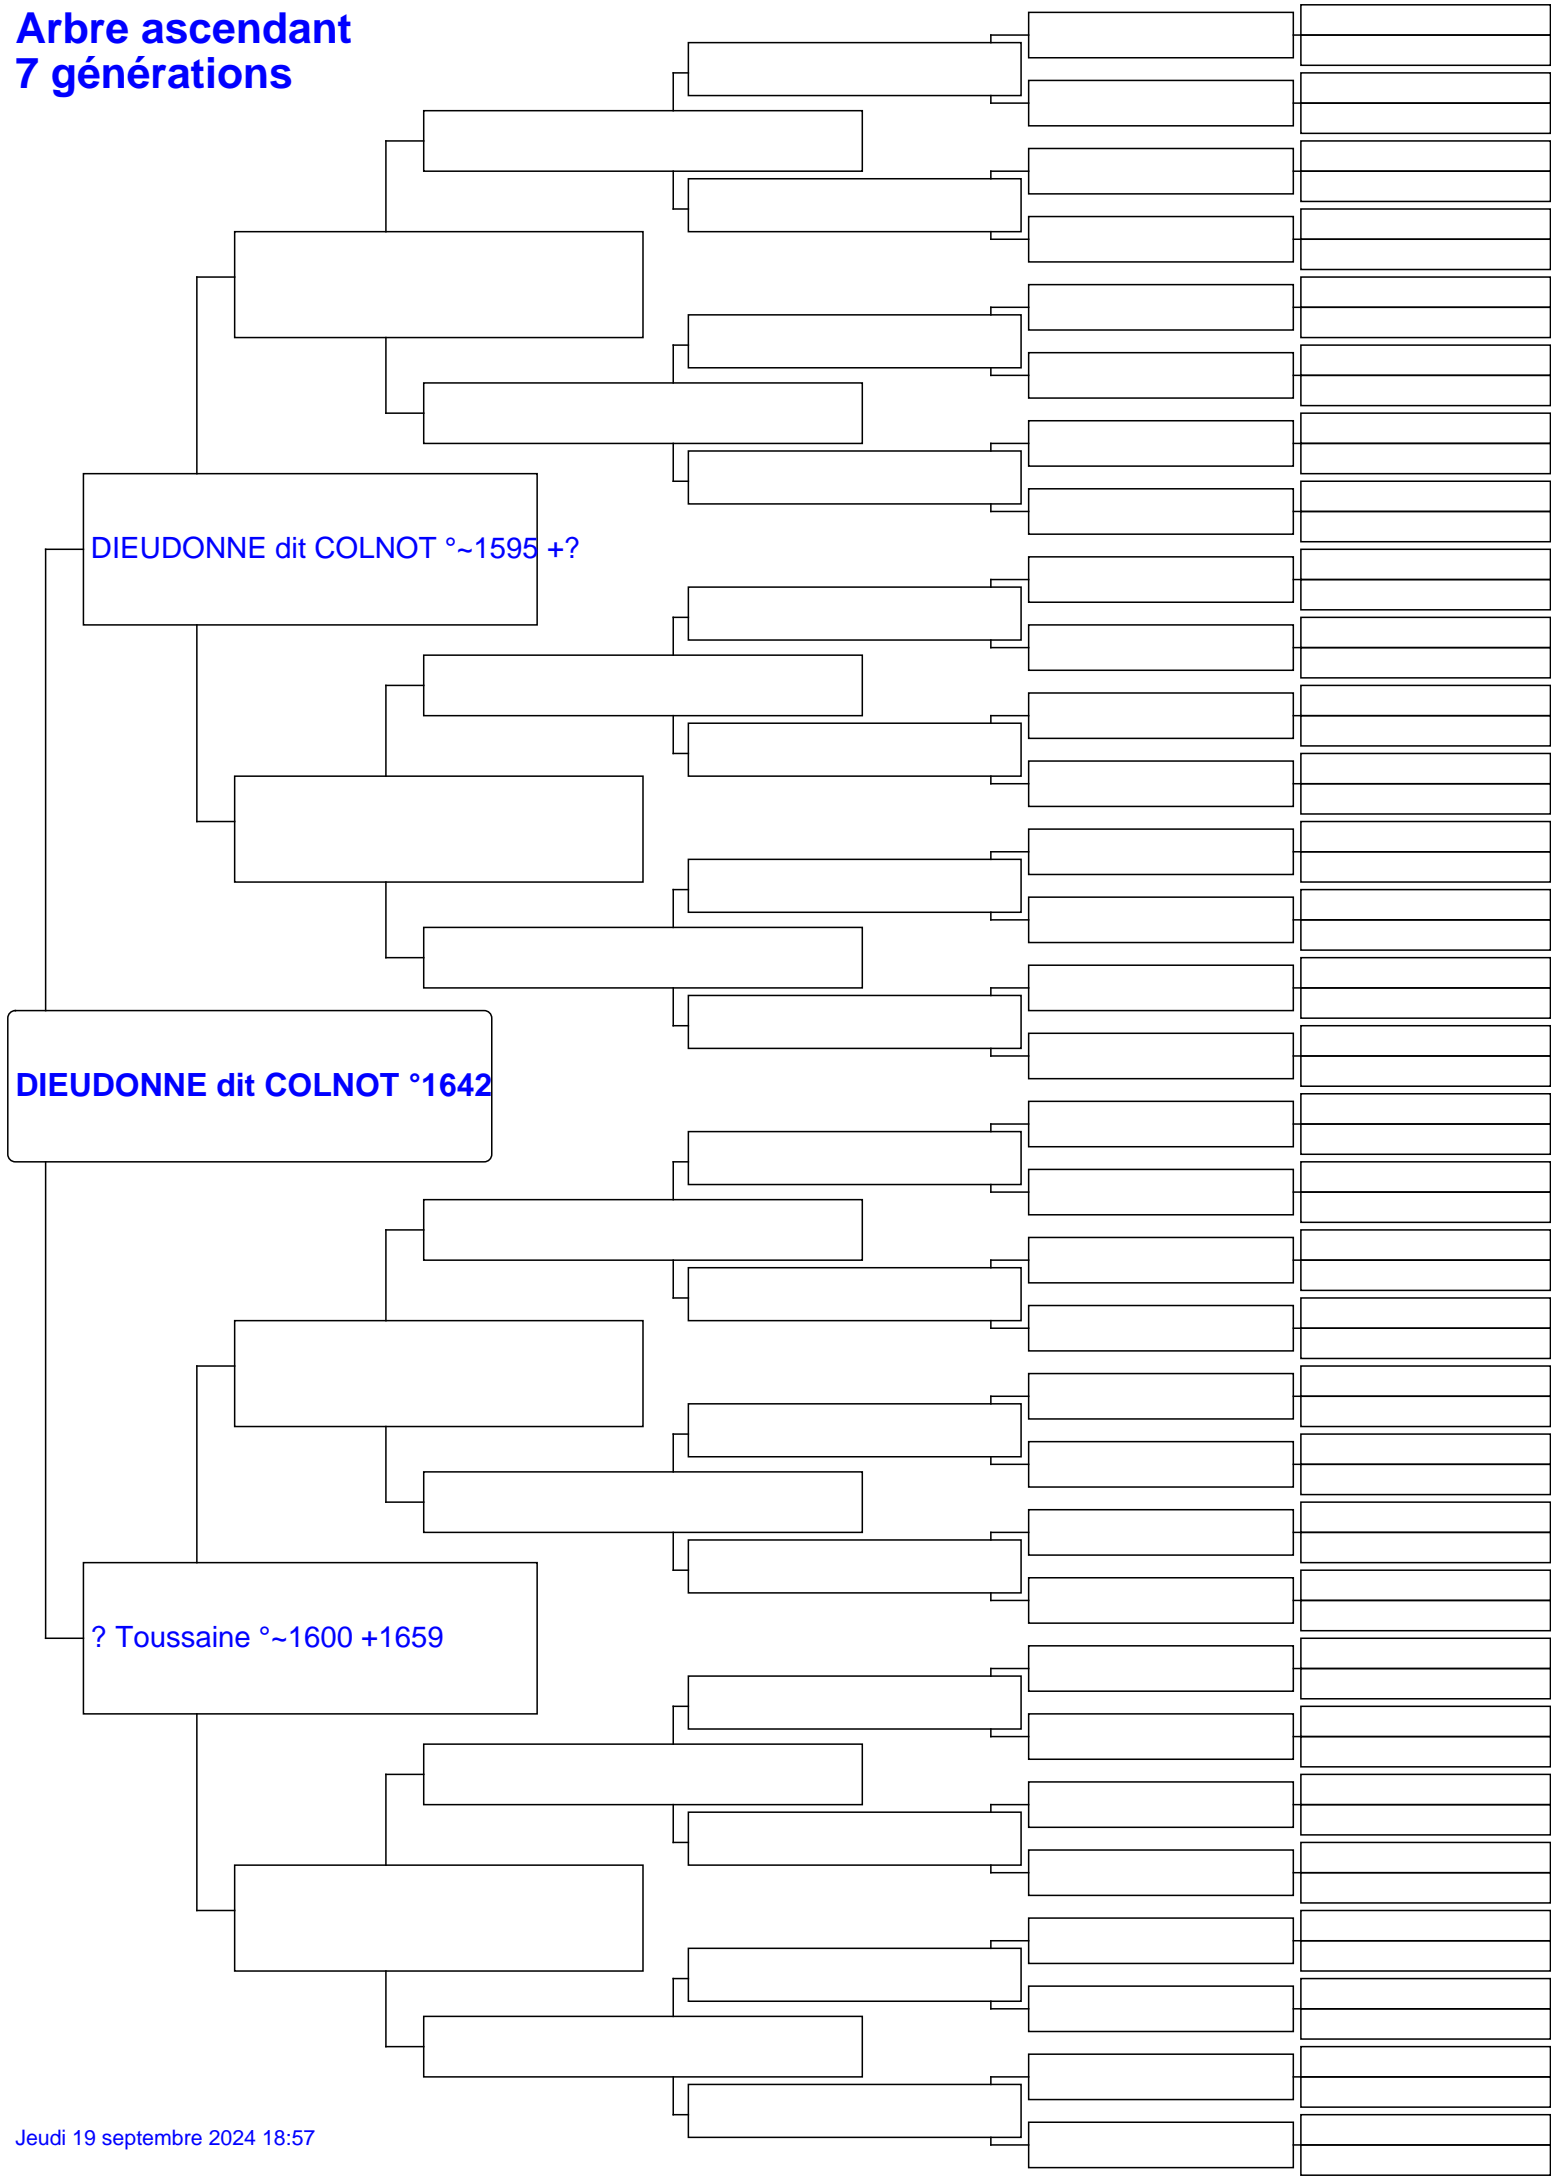 Arbre ascendant
7 générations
DIEUDONNE dit COLNOT °~1595 +?
DIEUDONNE dit COLNOT °1642
? Toussaine °~1600 +1659
Jeudi 19 septembre 2024 18:57